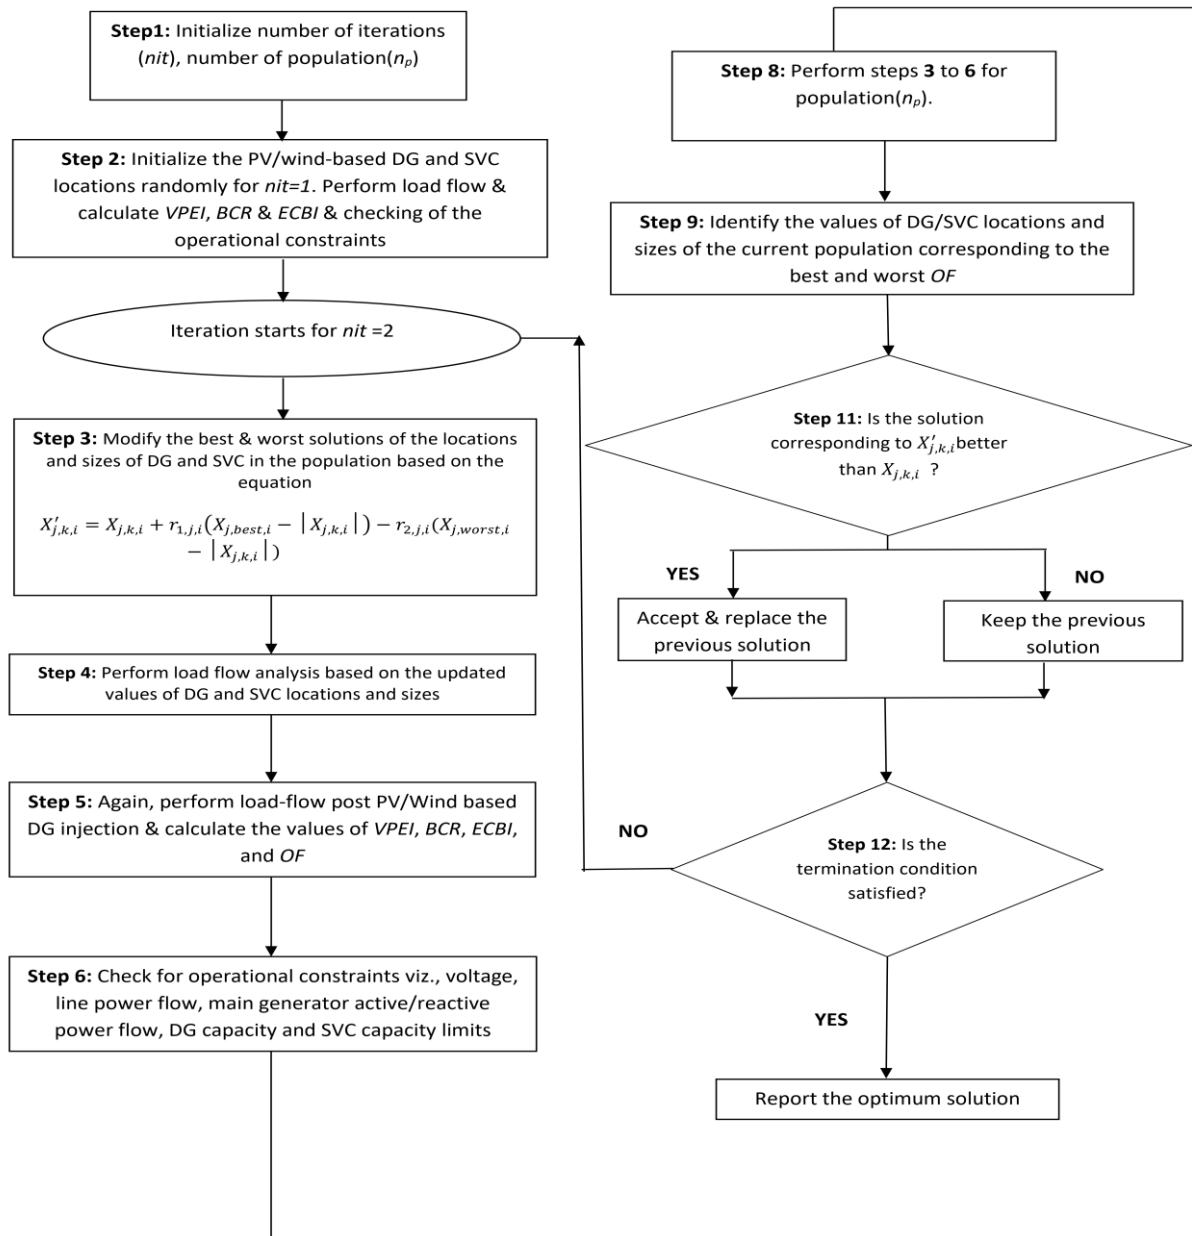 Step1: Initialize number of iterations
(nit), number of population(nₚ)
Step 2: Initialize the PV/wind-based DG and SVC
locations randomly for nit=1. Perform load flow &
calculate VPEI, BCR & ECBI & checking of the
operational constraints
Iteration starts for nit =2
Step 3: Modify the best & worst solutions of the locations
and sizes of DG and SVC in the population based on the
equation
X′_{j,k,i} = X_{j,k,i} + r_{1,j,i}(X_{j,best,i} − |X_{j,k,i}|) − r_{2,j,i}(X_{j,worst,i}
− |X_{j,k,i}|)
Step 4: Perform load flow analysis based on the updated
values of DG and SVC locations and sizes
Step 5: Again, perform load-flow post PV/Wind based
DG injection & calculate the values of VPEI, BCR, ECBI,
and OF
Step 6: Check for operational constraints viz., voltage,
line power flow, main generator active/reactive
power flow, DG capacity and SVC capacity limits
Step 8: Perform steps 3 to 6 for
population(nₚ).
Step 9: Identify the values of DG/SVC locations and
sizes of the current population corresponding to the
best and worst OF
Step 11: Is the solution
corresponding to X′_{j,k,i} better
than X_{j,k,i} ?
YES
NO
Accept & replace the
previous solution
Keep the previous
solution
Step 12: Is the
termination condition
satisfied?
NO
YES
Report the optimum solution